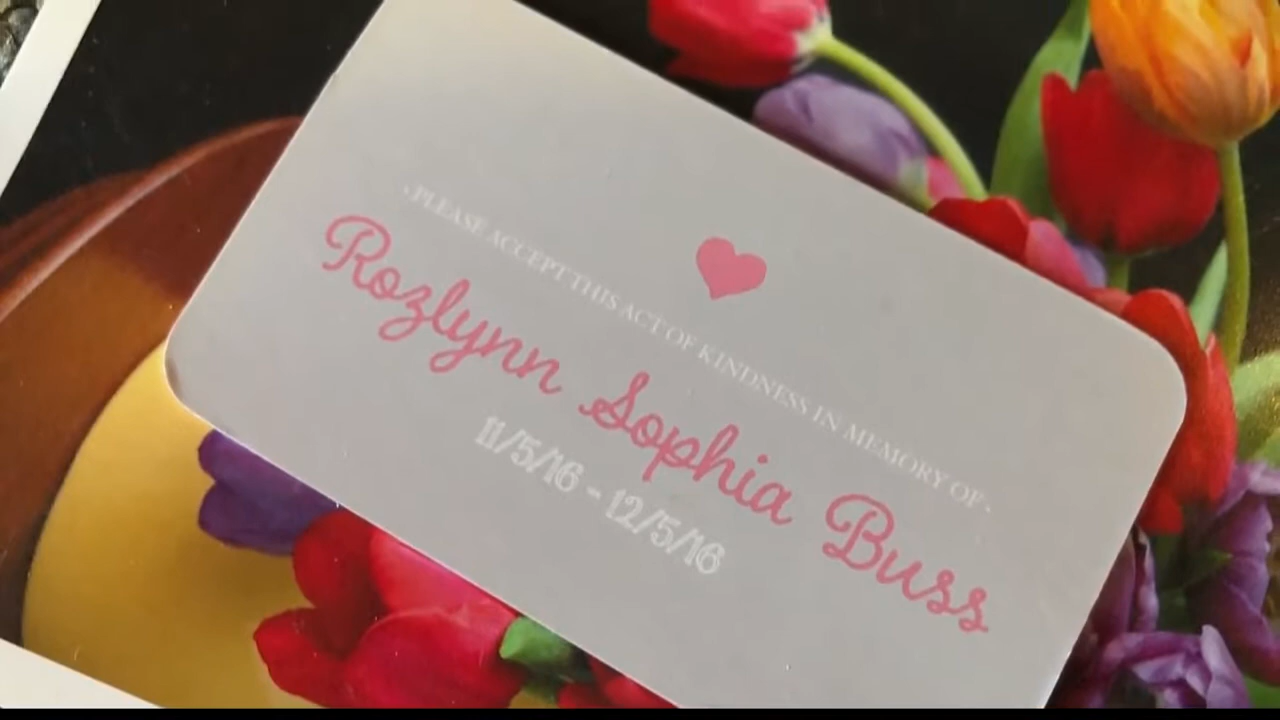 · PLEASE ACCEPT THIS ACT OF KINDNESS IN MEMORY OF ·
Rozlynn Sophia Buss
11/5/16 - 12/5/16